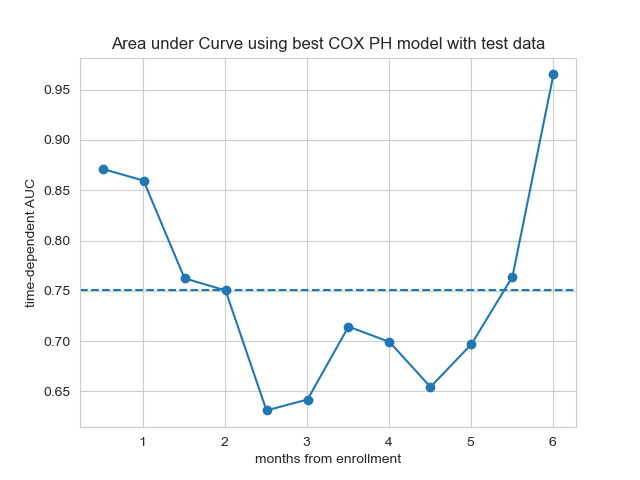 Area under Curve using best COX PH model with test data
time-dependent AUC
0.95
0.90
0.85
0.80
0.75
0.70
0.65
1 2 3 4 5 6
months from enrollment